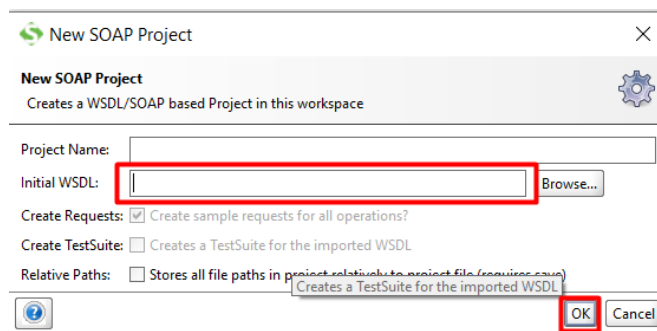 New SOAP Project
New SOAP Project
Creates a WSDL/SOAP based Project in this workspace
Project Name:
Initial WSDL: Browse...
Create Requests: Create sample requests for all operations?
Create TestSuite: Creates a TestSuite for the imported WSDL
Relative Paths: Stores all file paths in project relatively to project file (requires save)
Creates a TestSuite for the imported WSDL
? OK Cancel